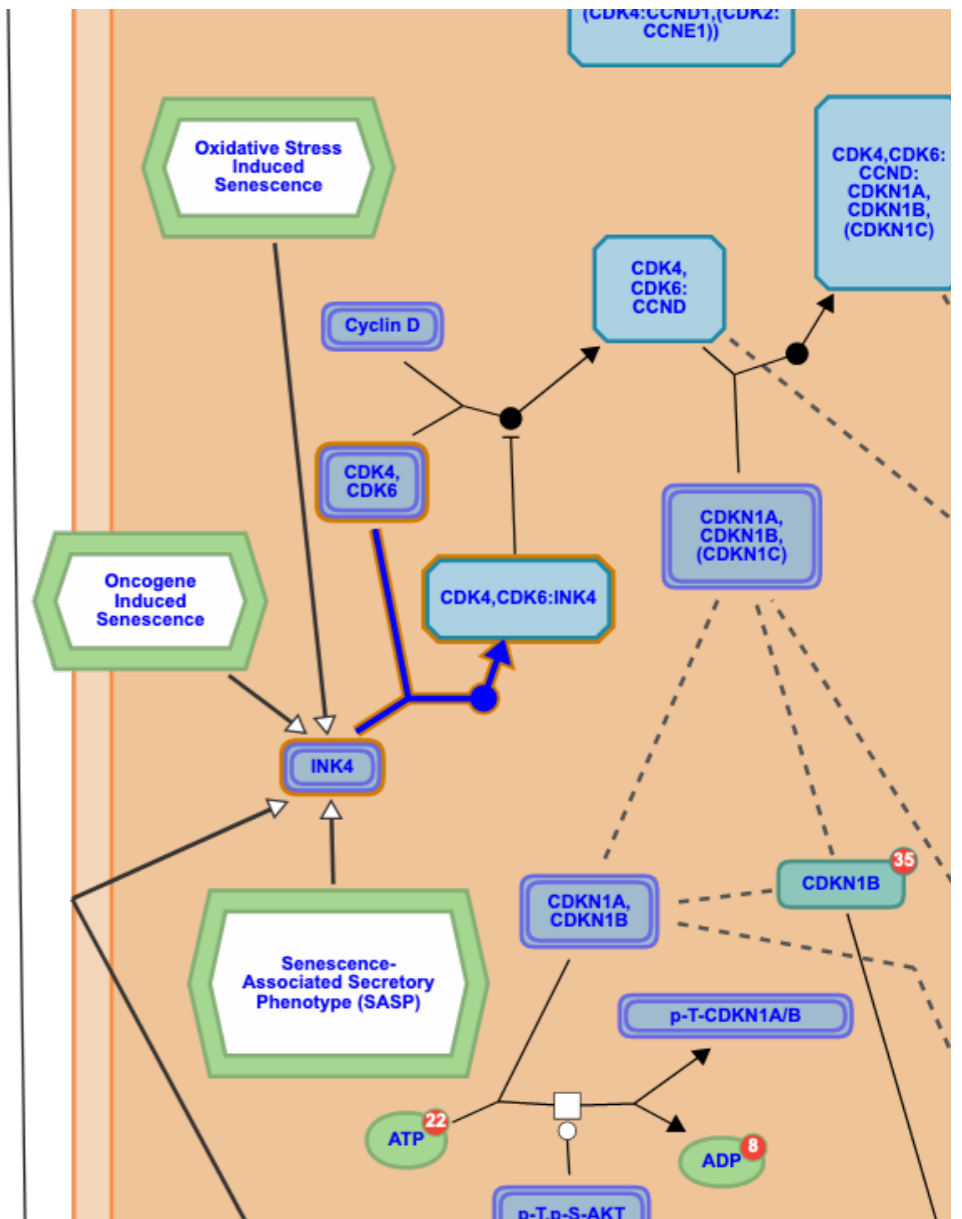 (CDK4:CCND1,(CDK2:
CCNE1))
Oxidative Stress
Induced
Senescence
CDK4,CDK6:
CCND:
CDKN1A,
CDKN1B,
(CDKN1C)
CDK4,
CDK6:
CCND
Cyclin D
CDK4,
CDK6
CDKN1A,
CDKN1B,
(CDKN1C)
Oncogene
Induced
Senescence
CDK4,CDK6:INK4
INK4
35
CDKN1B
CDKN1A,
CDKN1B
Senescence-
Associated Secretory
Phenotype (SASP)
p-T-CDKN1A/B
22
ATP
8
ADP
p-T,p-S-AKT